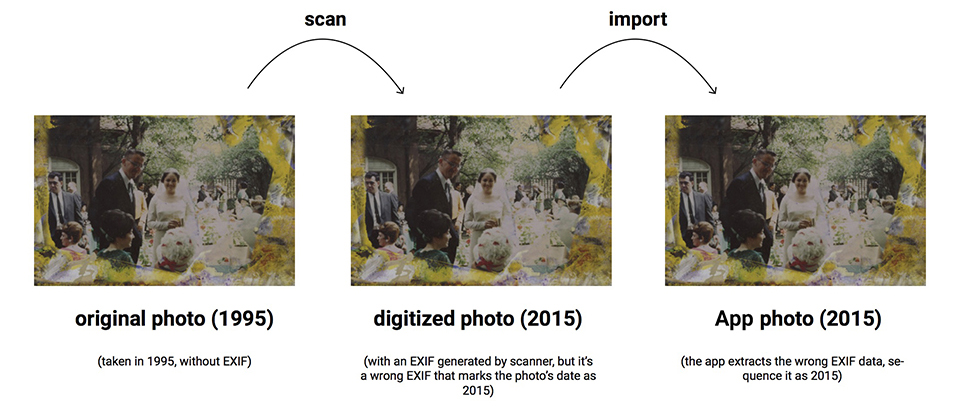 scan
import
original photo (1995)
digitized photo (2015)
App photo (2015)
(taken in 1995, without EXIF)
(with an EXIF generated by scanner, but it's
a wrong EXIF that marks the photo's date as
2015)
(the app extracts the wrong EXIF data, se-
quence it as 2015)